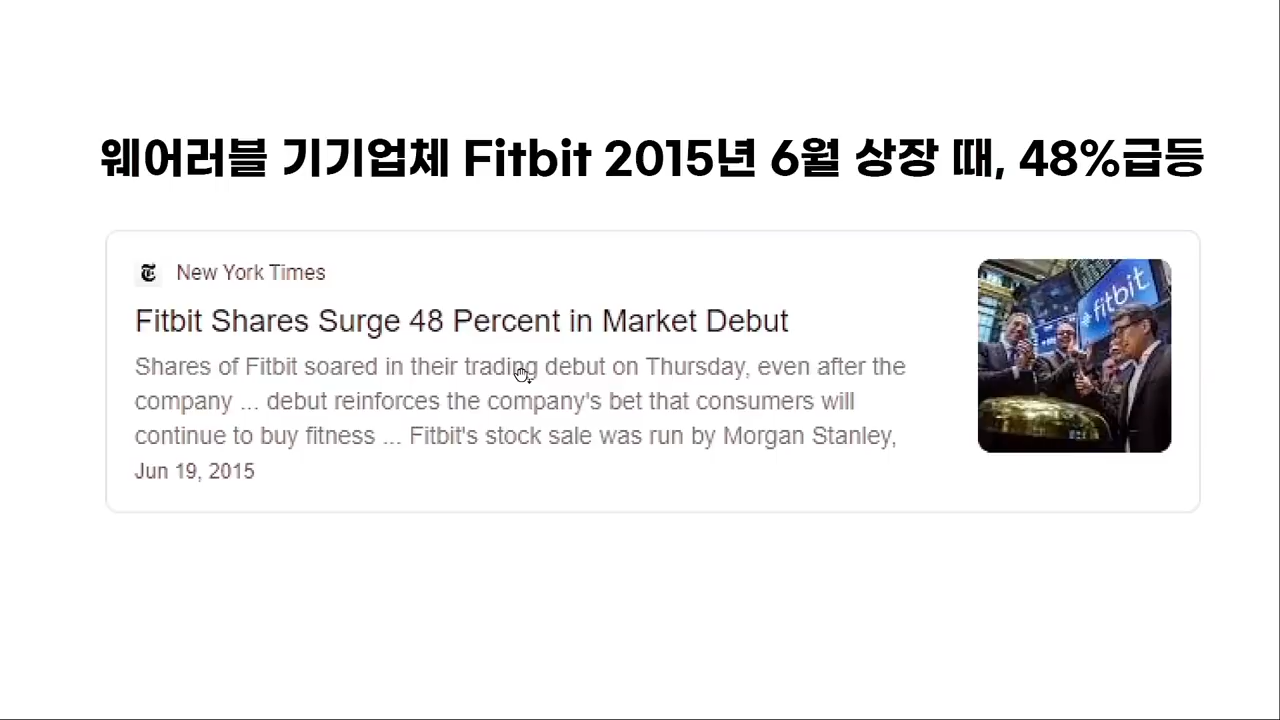 웨어러블 기기업체 Fitbit 2015년 6월 상장 때, 48%급등
New York Times
Fitbit Shares Surge 48 Percent in Market Debut
Shares of Fitbit soared in their trading debut on Thursday, even after the
company ... debut reinforces the company's bet that consumers will
continue to buy fitness ... Fitbit's stock sale was run by Morgan Stanley,
Jun 19, 2015
fitbit